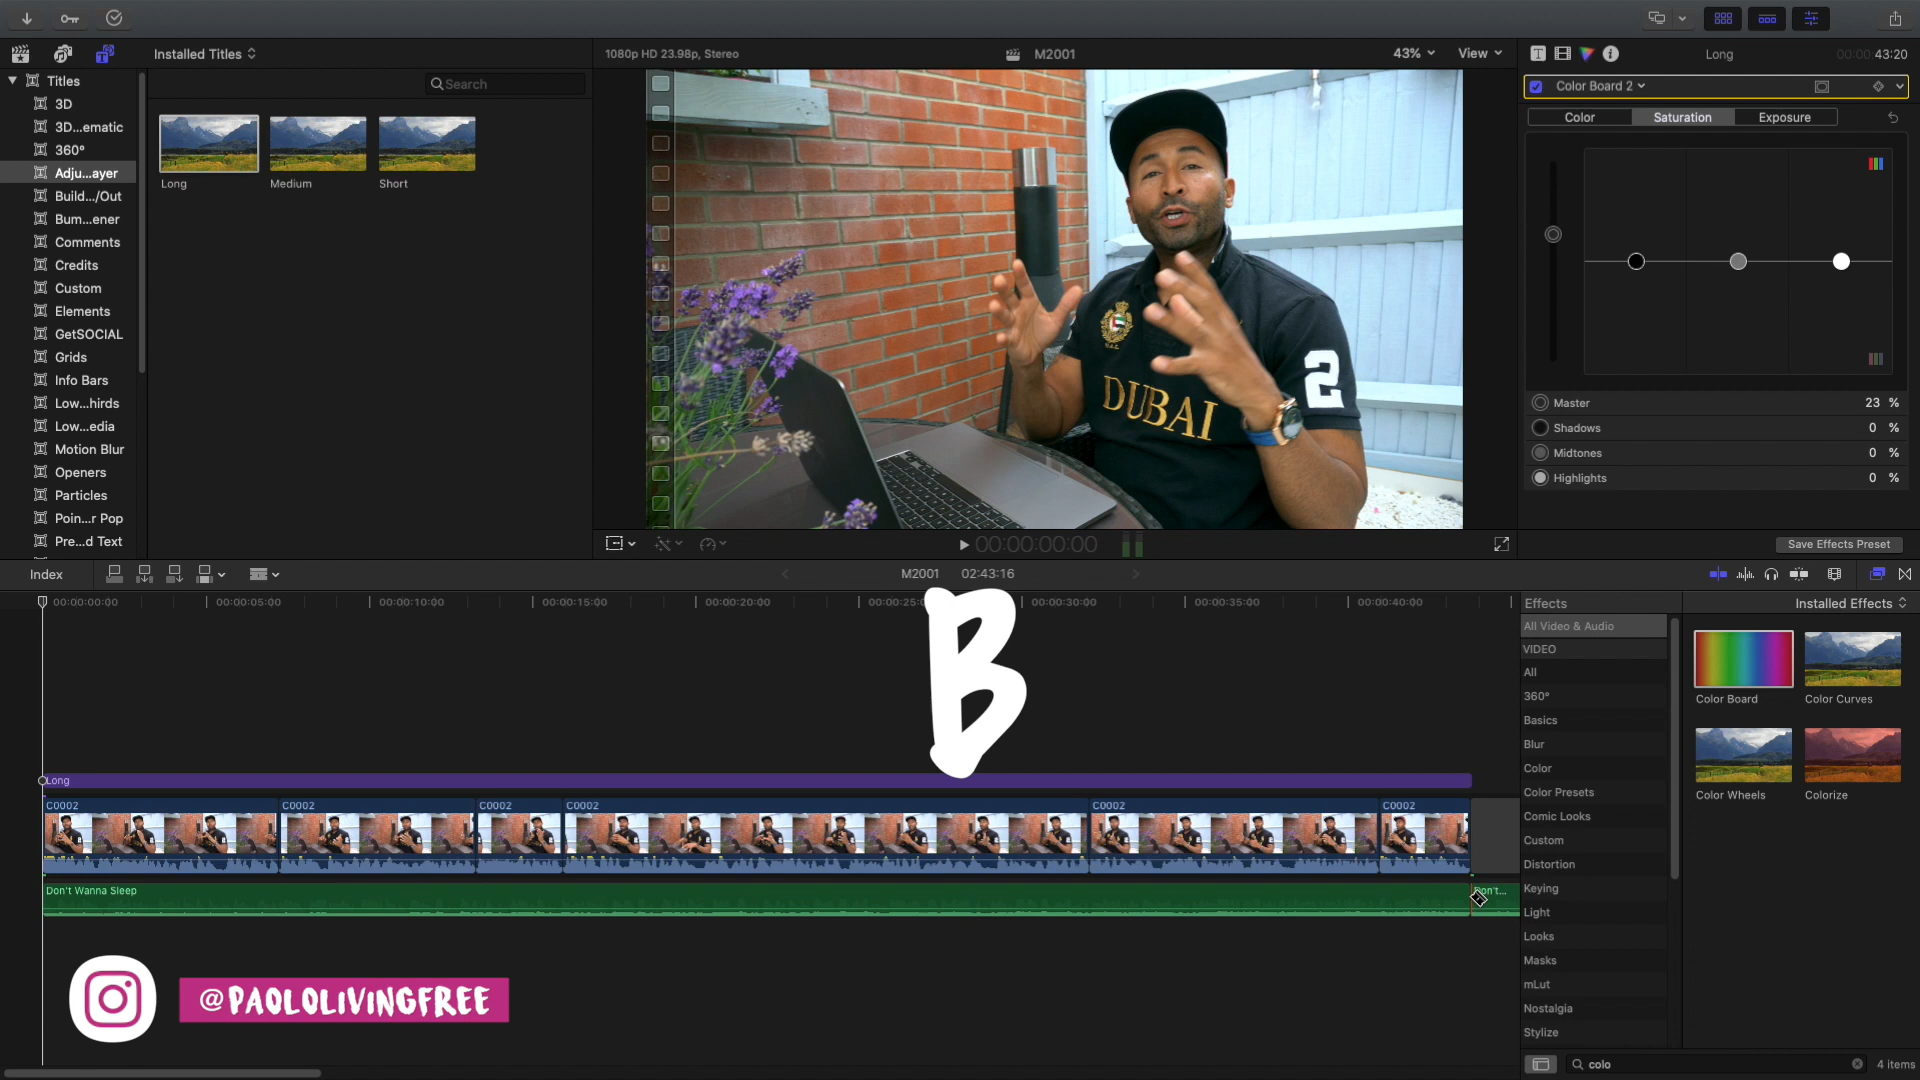 Installed Titles
1080p HD 23.98p, Stereo
M2001
43%
View
Long
00:00:43:20
Titles
3D
3D...ematic
360°
Adju...ayer
Build.../Out
Bum...ener
Comments
Credits
Custom
Elements
GetSOCIAL
Grids
Info Bars
Low...hirds
Low...edia
Motion Blur
Openers
Particles
Poin...r Pop
Pre...d Text
Search
Long
Medium
Short
DUBAI
2
Color Board 2
Color
Saturation
Exposure
Master
23 %
Shadows
0 %
Midtones
0 %
Highlights
0 %
00:00:00:00
Save Effects Preset
Index
M2001
02:43:16
00:00:00:00
00:00:05:00
00:00:10:00
00:00:15:00
00:00:20:00
00:00:25
00:00:30:00
00:00:35:00
00:00:40:00
B
Long
C0002
C0002
C0002
C0002
C0002
C0002
Don't Wanna Sleep
Don't...
@PAOLOLIVINGFREE
Effects
Installed Effects
All Video & Audio
VIDEO
All
360°
Basics
Blur
Color
Color Presets
Comic Looks
Custom
Distortion
Keying
Light
Looks
Masks
mLut
Nostalgia
Stylize
Color Board
Color Curves
Color Wheels
Colorize
colo
4 items